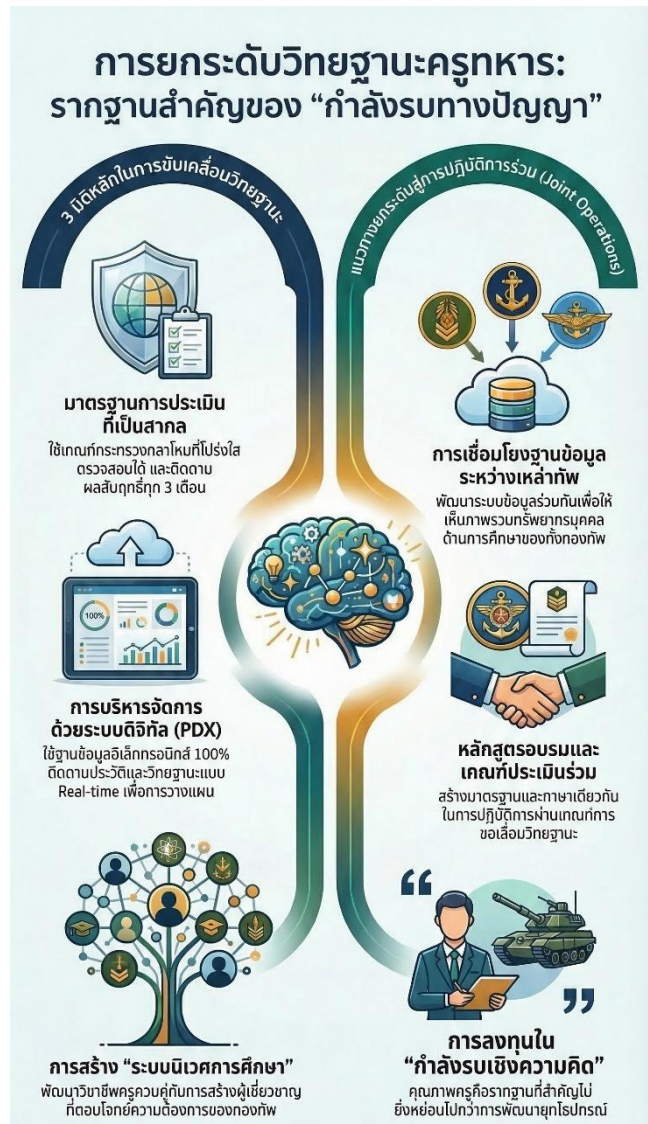 การยกระดับวิทยฐานะครูทหาร:
รากฐานสำคัญของ “กำลังรบทางปัญญา”
3 มิติหลักในการขับเคลื่อนวิทยฐานะ
มาตรฐานการประเมิน
ที่เป็นสากล
ใช้เกณฑ์กระทรวงกลาโหมที่โปร่งใส
ตรวจสอบได้ และติดตาม
ผลสัมฤทธิ์ทุก 3 เดือน
100%
การบริหารจัดการ
ด้วยระบบดิจิทัล (PDX)
ใช้ฐานข้อมูลอิเล็กทรอนิกส์ 100%
ติดตามประวัติและวิทยฐานะแบบ
Real-time เพื่อการวางแผน
การสร้าง “ระบบนิเวศการศึกษา”
พัฒนาวิชาชีพครูควบคู่กับการสร้างผู้เชี่ยวชาญ
ที่ตอบโจทย์ความต้องการของกองทัพ
แนวทางยกระดับสู่การปฏิบัติการร่วม (Joint Operations)
การเชื่อมโยงฐานข้อมูล
ระหว่างเหล่าทัพ
พัฒนาระบบข้อมูลร่วมกันเพื่อให้
เห็นภาพรวมทรัพยากรบุคคล
ด้านการศึกษาของทั้งกองทัพ
หลักสูตรอบรมและ
เกณฑ์ประเมินร่วม
สร้างมาตรฐานและภาษาเดียวกัน
ในการปฏิบัติการผ่านเกณฑ์การ
ขอเลื่อมวิทยฐานะ
“
”
การลงทุนใน
“กำลังรบเชิงความคิด”
คุณภาพครูคือรากฐานที่สำคัญไม่
ยิ่งหย่อนไปกว่าการพัฒนายุทโธปกรณ์